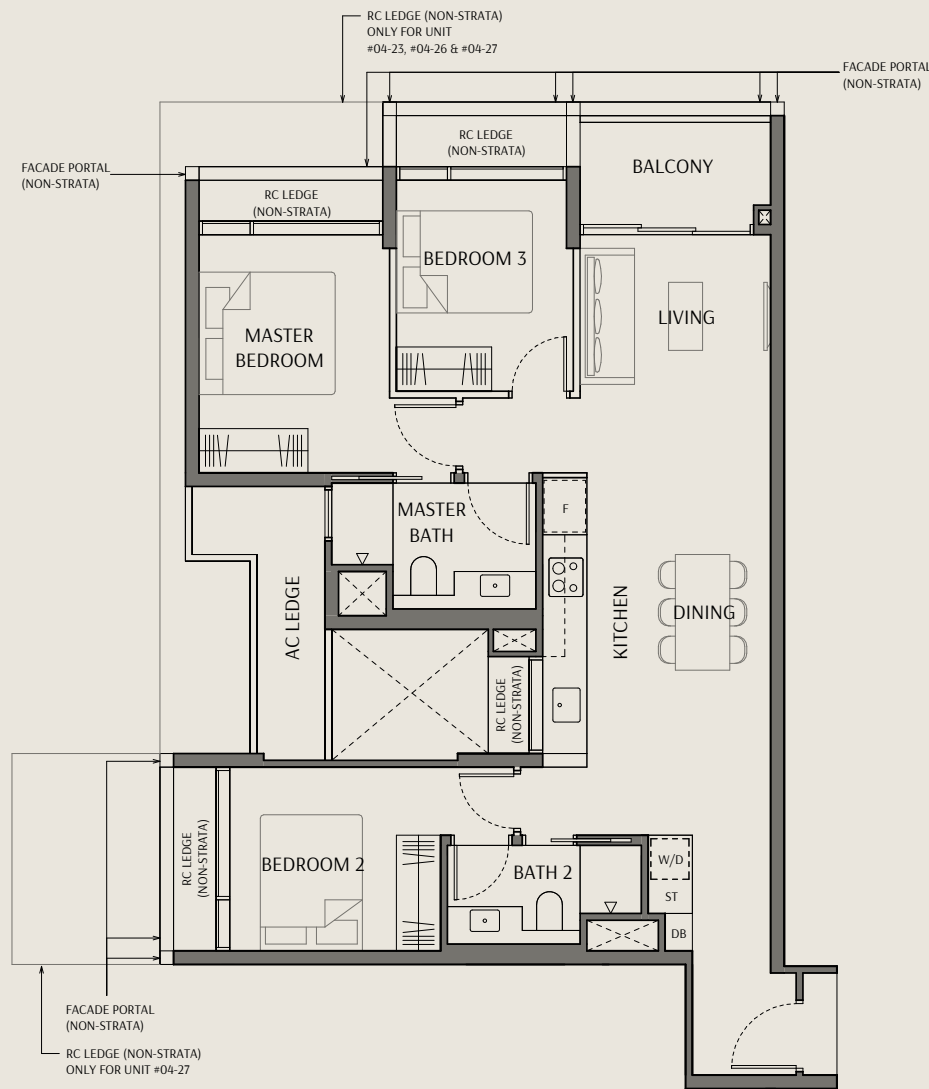 RC LEDGE (NON-STRATA)
ONLY FOR UNIT
#04-23, #04-26 & #04-27
FACADE PORTAL
(NON-STRATA)
RC LEDGE
(NON-STRATA)
BALCONY
FACADE PORTAL
(NON-STRATA)
RC LEDGE
(NON-STRATA)
BEDROOM 3
LIVING
MASTER
BEDROOM
MASTER
BATH
F
AC LEDGE
KITCHEN
DINING
RC LEDGE
(NON-STRATA)
RC LEDGE
(NON-STRATA)
BEDROOM 2
BATH 2
W/D
ST
DB
FACADE PORTAL
(NON-STRATA)
RC LEDGE (NON-STRATA)
ONLY FOR UNIT #04-27